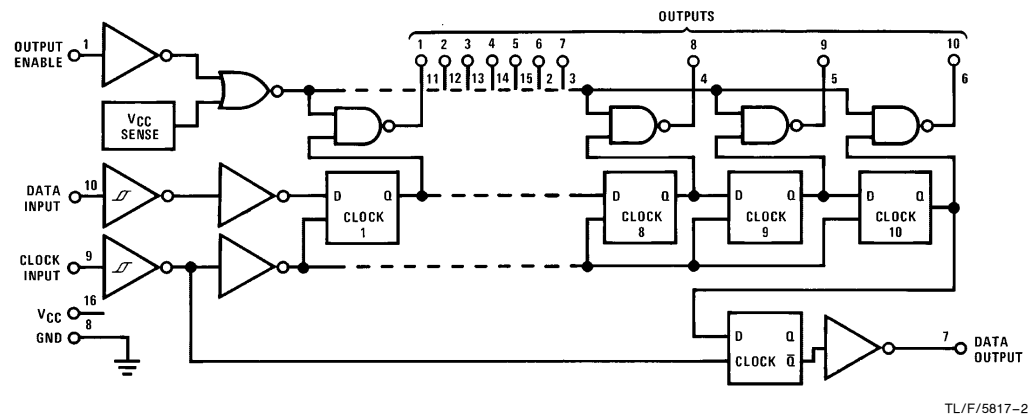 OUTPUTS
OUTPUT
ENABLE
1
1 2 3 4 5 6 7 8 9 10
11 12 13 14 15 2 3 4 5 6
VCC
SENSE
DATA
INPUT
10
D Q
CLOCK
1
D Q
CLOCK
8
D Q
CLOCK
9
D Q
CLOCK
10
CLOCK
INPUT
9
VCC
16
GND
8
D Q
CLOCK Q̅
7
DATA
OUTPUT
TL/F/5817–2